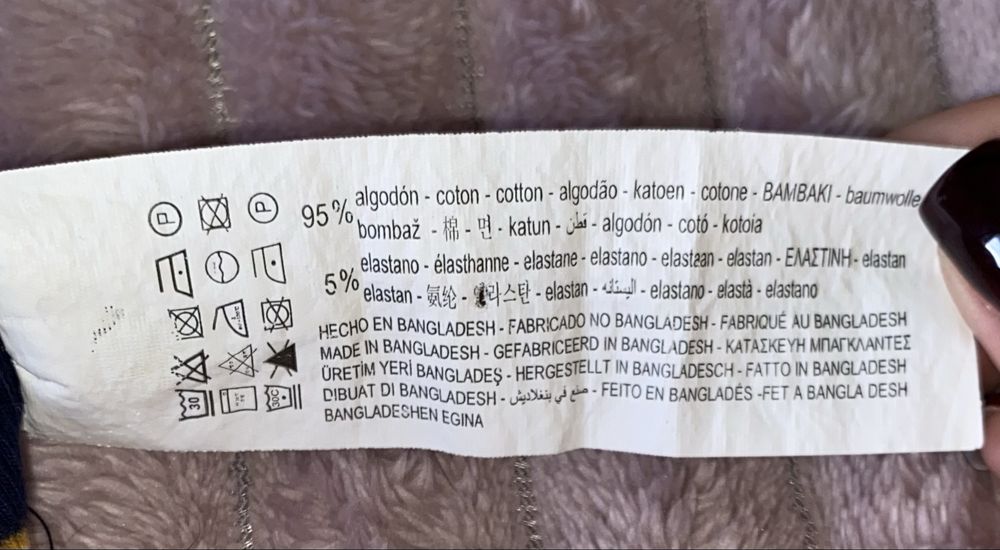 P P
95% algodón - coton - cotton - algodão - katoen - cotone - BAMBAKI - baumwolle
bombaž - 棉 - 면 - katun - قطن - algodón - cotó - kotoia
5% elastano - élasthanne - elastane - elastano - elastaan - elastan - ΕΛΑΣΤΙΝΗ - elastan
elastan - 氨纶 - 엘라스탄 - elastan - اليستانه - elastano - elastà - elastano
HECHO EN BANGLADESH - FABRICADO NO BANGLADESH - FABRIQUÉ AU BANGLADESH
MADE IN BANGLADESH - GEFABRICEERD IN BANGLADESH - ΚΑΤΑΣΚΕΥΗ ΜΠΑΓΚΛΑΝΤΕΣ
ÜRETİM YERİ BANGLADEŞ - HERGESTELLT IN BANGLADESCH - FATTO IN BANGLADESH
DIBUAT DI BANGLADESH - صنع في بنغلاديش - FEITO EN BANGLADÉS -FET A BANGLA DESH
BANGLADESHEN EGINA
30 30C